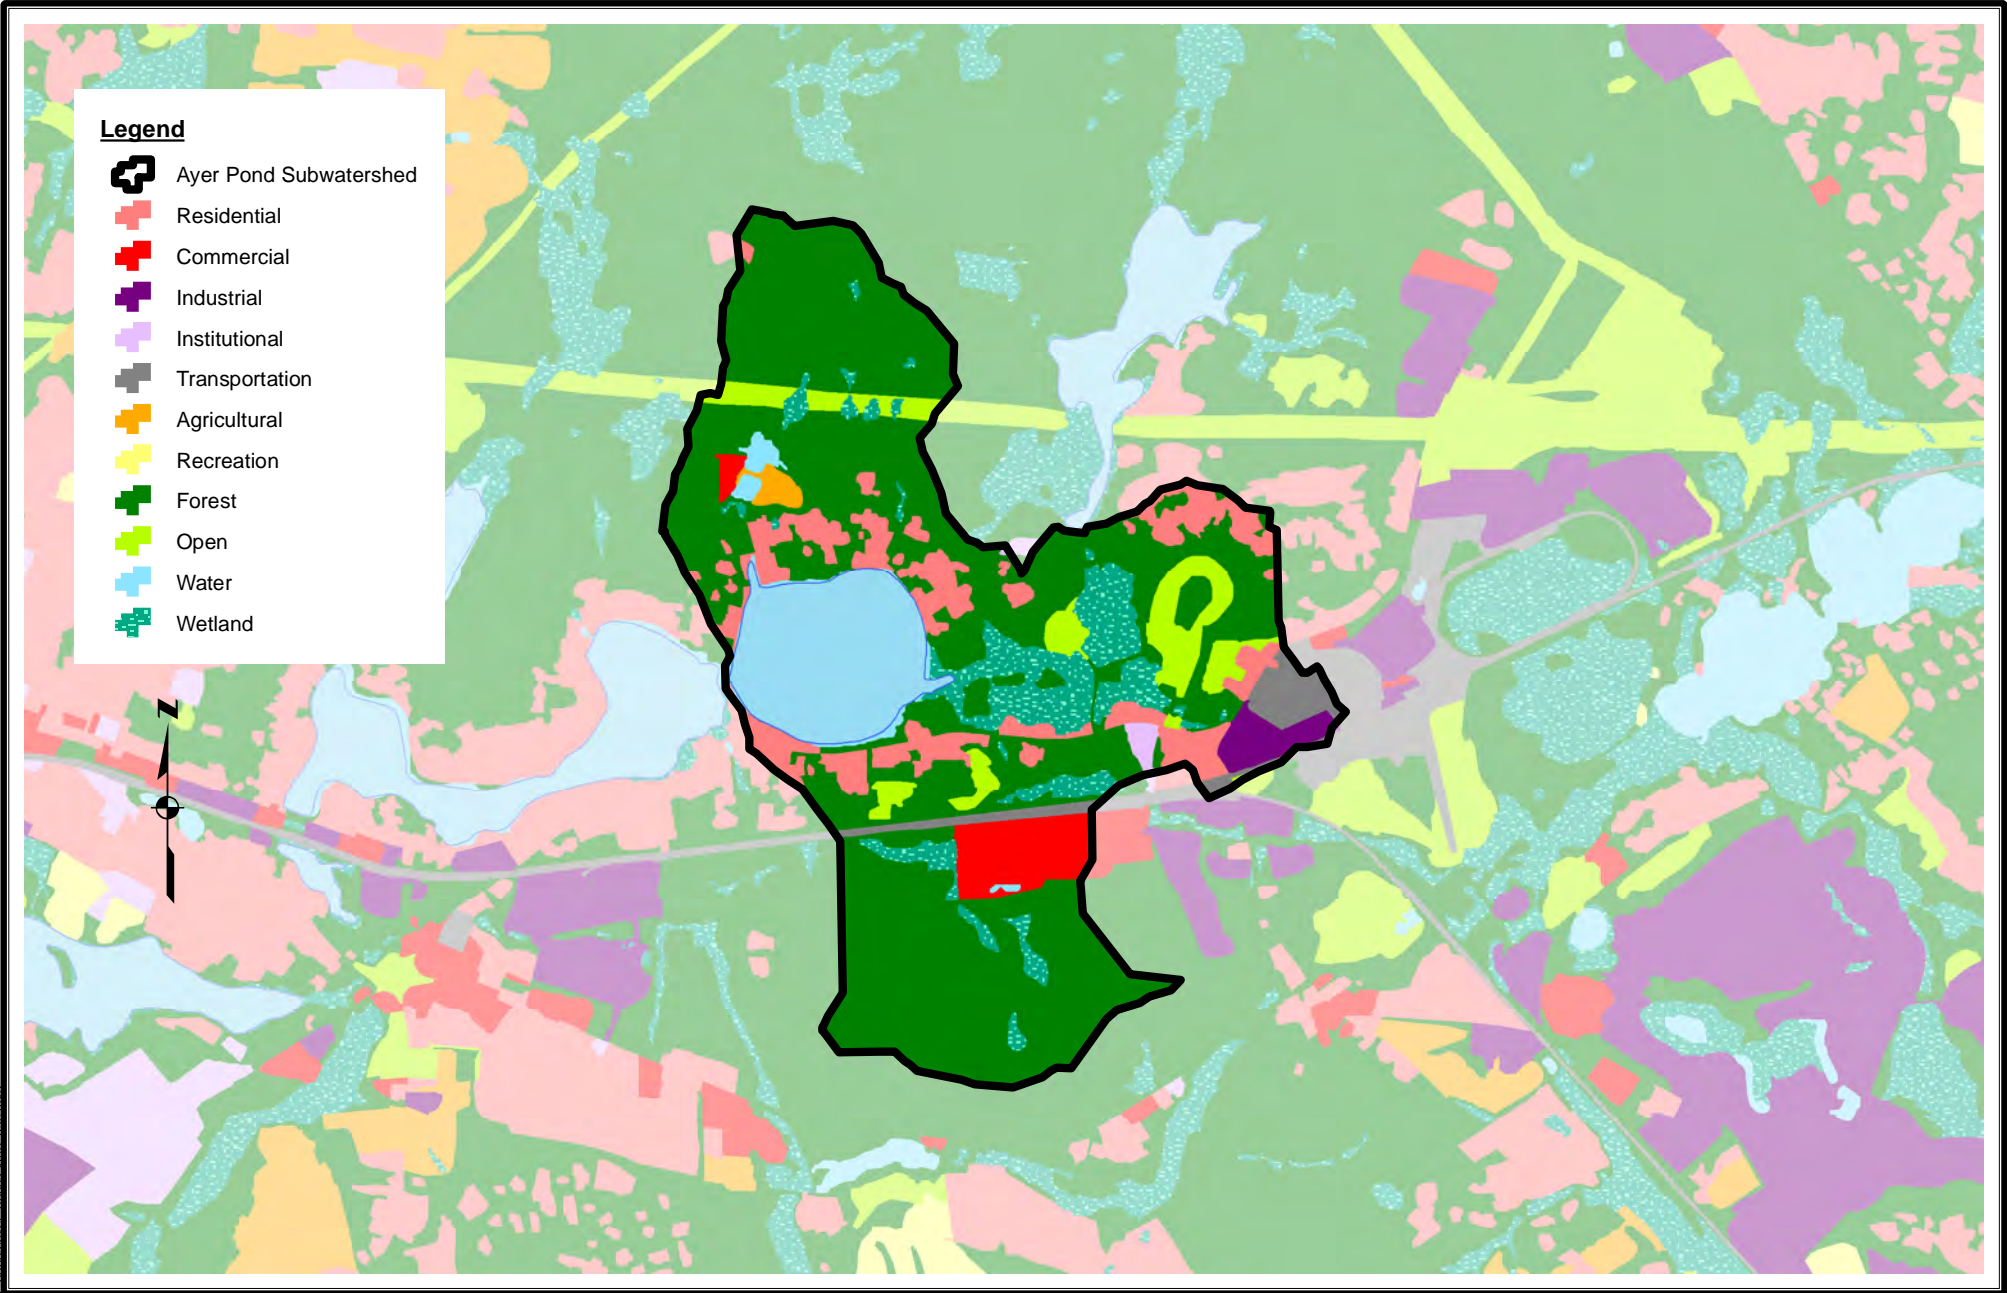 Legend
Ayer Pond Subwatershed
Residential
Commercial
Industrial
Institutional
Transportation
Agricultural
Recreation
Forest
Open
Water
Wetland
N